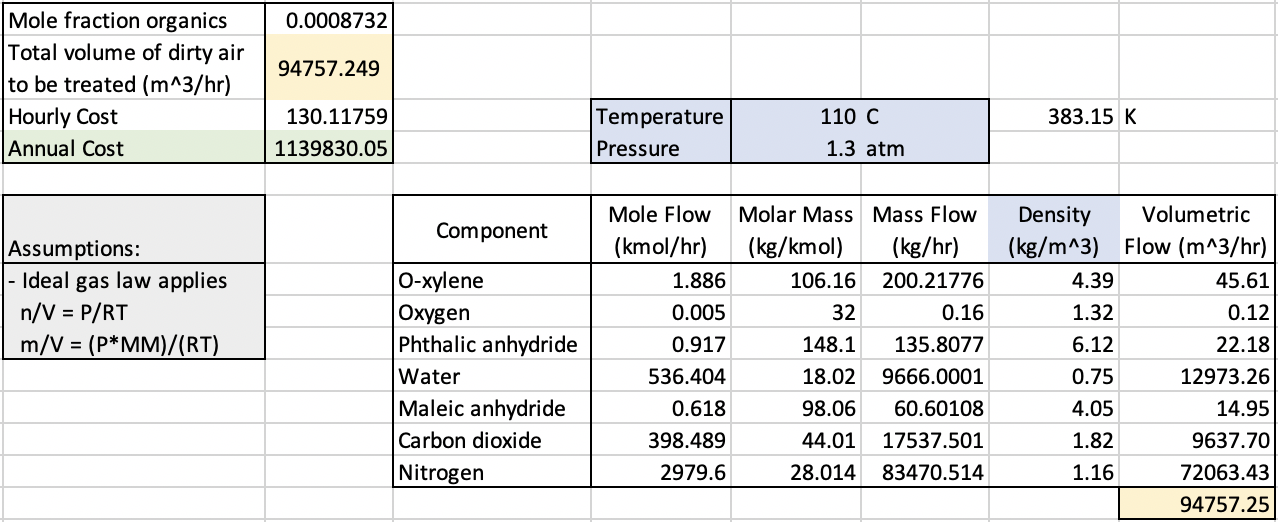 Mole fraction organics 0.0008732
Total volume of dirty air
to be treated (m^3/hr) 94757.249
Hourly Cost 130.11759 Temperature 110 C 383.15 K
Annual Cost 1139830.05 Pressure 1.3 atm
Mole Flow Molar Mass Mass Flow Density Volumetric
Component
Assumptions: (kmol/hr) (kg/kmol) (kg/hr) (kg/m^3) Flow (m^3/hr)
- Ideal gas law applies O-xylene 1.886 106.16 200.21776 4.39 45.61
n/V = P/RT Oxygen 0.005 32 0.16 1.32 0.12
m/V = (P*MM)/(RT) Phthalic anhydride 0.917 148.1 135.8077 6.12 22.18
Water 536.404 18.02 9666.0001 0.75 12973.26
Maleic anhydride 0.618 98.06 60.60108 4.05 14.95
Carbon dioxide 398.489 44.01 17537.501 1.82 9637.70
Nitrogen 2979.6 28.014 83470.514 1.16 72063.43
94757.25